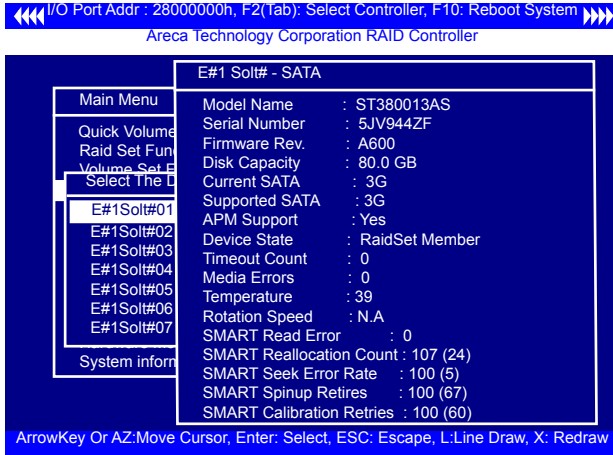 I/O Port Addr : 28000000h, F2(Tab): Select Controller, F10: Reboot System
Areca Technology Corporation RAID Controller
E#1 Solt# - SATA
Main Menu
Quick Volume
Raid Set Fun
Volume Set F
Select The D
E#1Solt#01
E#1Solt#02
E#1Solt#03
E#1Solt#04
E#1Solt#05
E#1Solt#06
E#1Solt#07
System inforn
Model Name : ST380013AS
Serial Number : 5JV944ZF
Firmware Rev. : A600
Disk Capacity : 80.0 GB
Current SATA : 3G
Supported SATA : 3G
APM Support : Yes
Device State : RaidSet Member
Timeout Count : 0
Media Errors : 0
Temperature : 39
Rotation Speed : N.A
SMART Read Error : 0
SMART Reallocation Count : 107 (24)
SMART Seek Error Rate : 100 (5)
SMART Spinup Retires : 100 (67)
SMART Calibration Retries : 100 (60)
ArrowKey Or AZ:Move Cursor, Enter: Select, ESC: Escape, L:Line Draw, X: Redraw